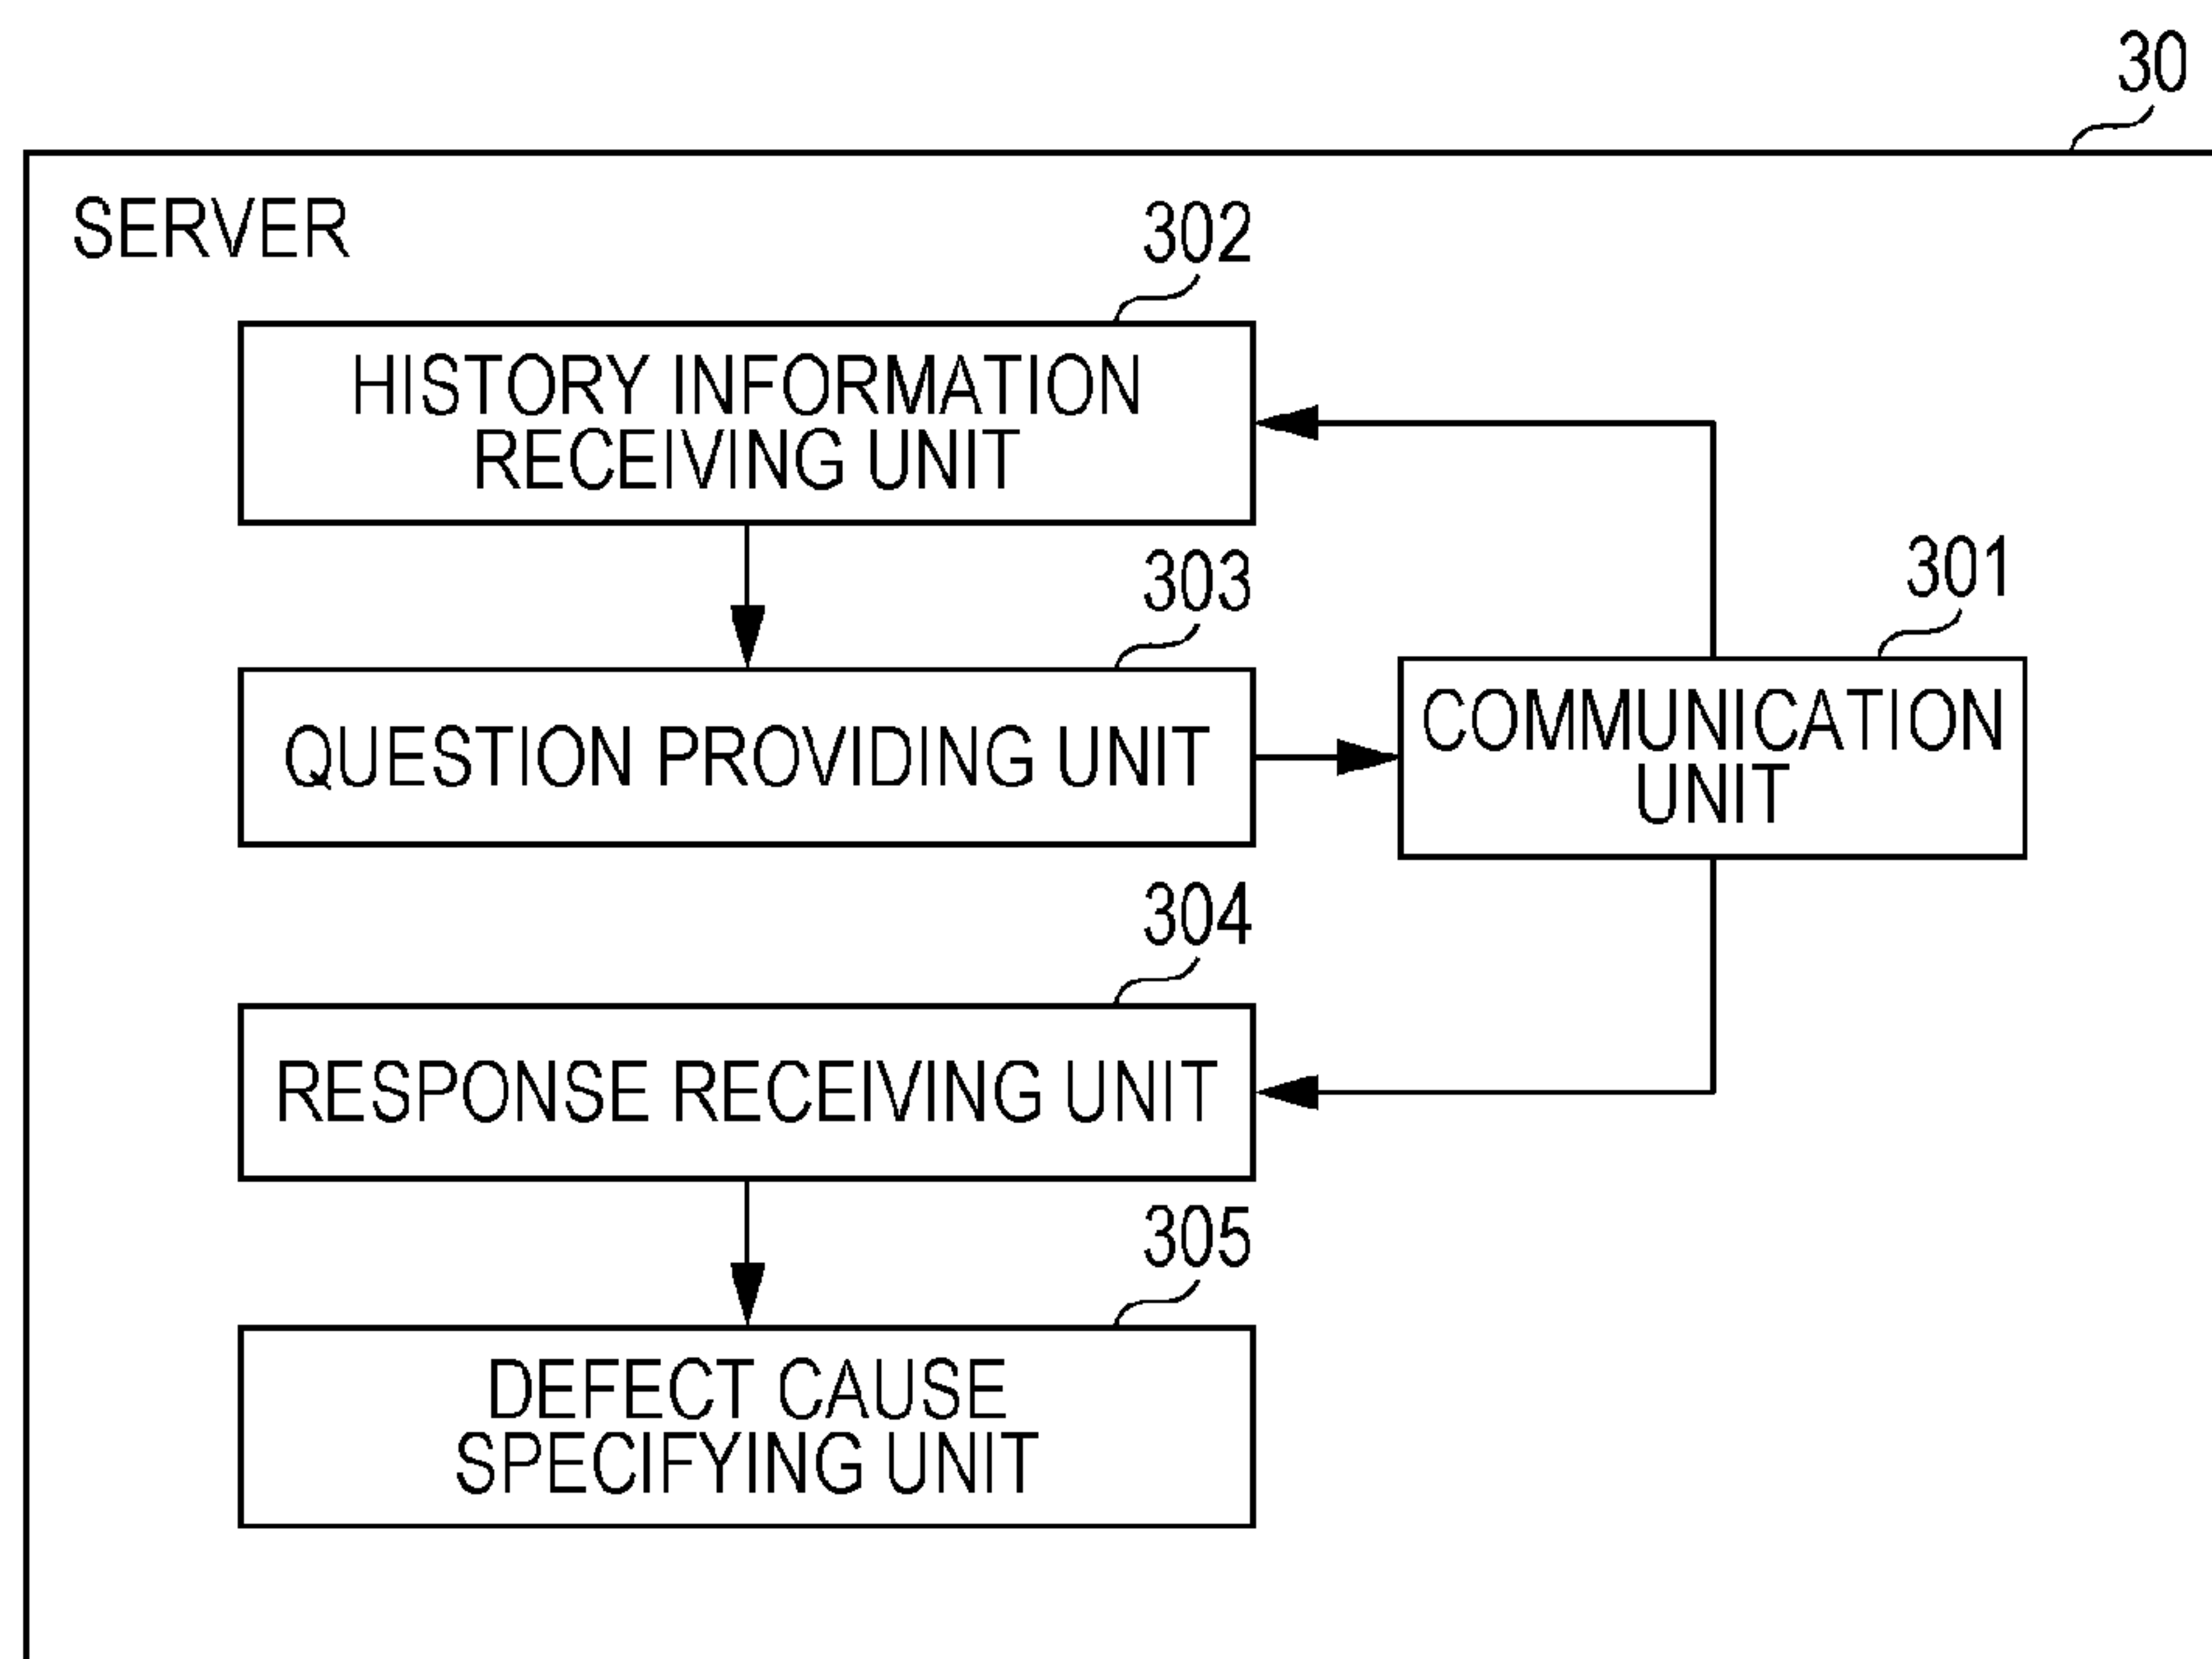 30
SERVER
302
HISTORY INFORMATION
RECEIVING UNIT
303
QUESTION PROVIDING UNIT
301
COMMUNICATION
UNIT
304
RESPONSE RECEIVING UNIT
305
DEFECT CAUSE
SPECIFYING UNIT